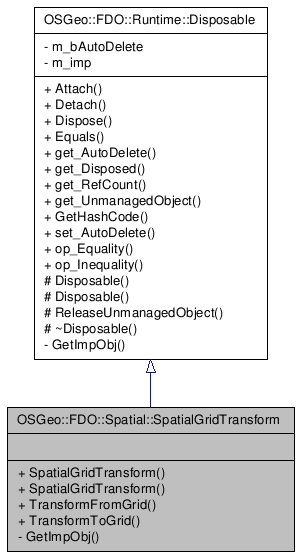 OSGeo::FDO::Runtime::Disposable
- m_bAutoDelete
- m_imp
+ Attach()
+ Detach()
+ Dispose()
+ Equals()
+ get_AutoDelete()
+ get_Disposed()
+ get_RefCount()
+ get_UnmanagedObject()
+ GetHashCode()
+ set_AutoDelete()
+ op_Equality()
+ op_Inequality()
# Disposable()
# Disposable()
# ReleaseUnmanagedObject()
# ~Disposable()
- GetImpObj()
OSGeo::FDO::Spatial::SpatialGridTransform
+ SpatialGridTransform()
+ SpatialGridTransform()
+ TransformFromGrid()
+ TransformToGrid()
- GetImpObj()